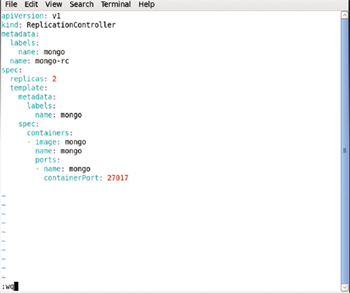 File Edit View Search Terminal Help
apiVersion: v1
kind: ReplicationController
metadata:
  labels:
    name: mongo
  name: mongo-rc
spec:
  replicas: 2
  template:
    metadata:
      labels:
        name: mongo
    spec:
      containers:
      - image: mongo
        name: mongo
        ports:
        - name: mongo
          containerPort: 27017
~
~
~
~
~
~
~
~
~
~
:wq